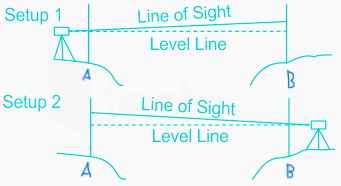 Setup 1
Line of Sight
Level Line
A B
Setup 2
Line of Sight
Level Line
A B